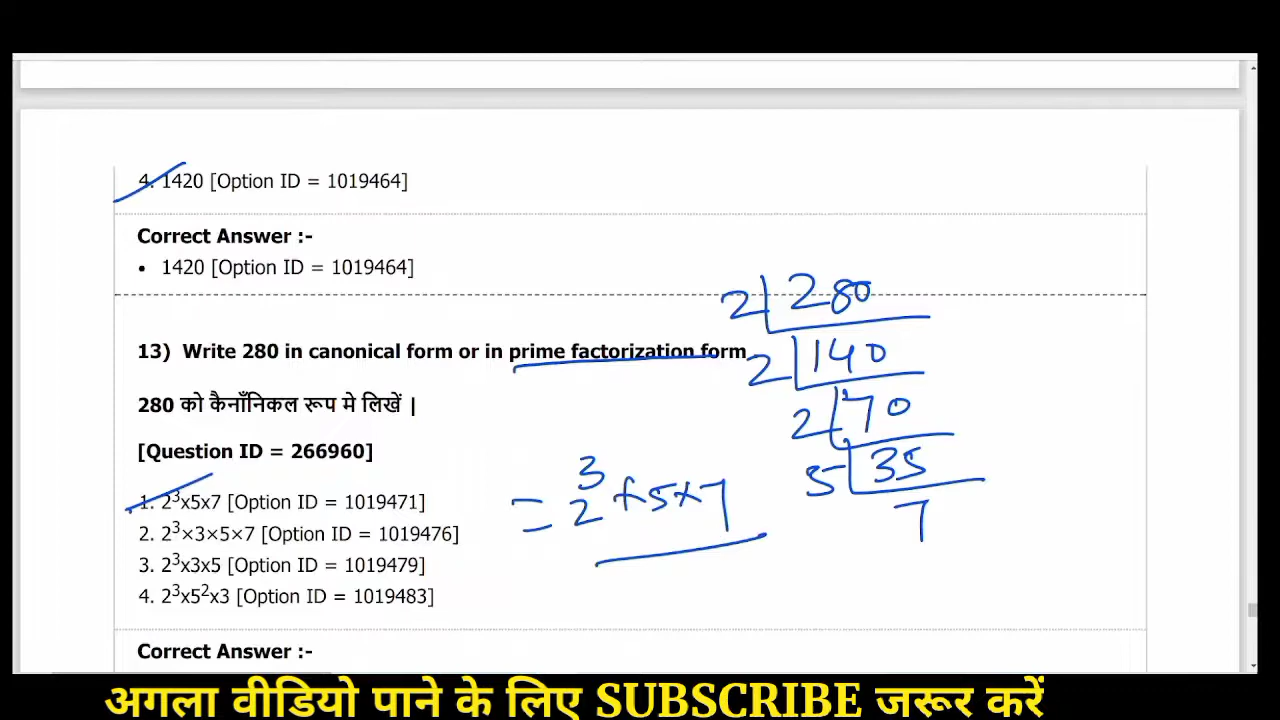 4. 1420 [Option ID = 1019464]
Correct Answer :-
• 1420 [Option ID = 1019464]
13) Write 280 in canonical form or in prime factorization form
280 को कैनॉँनिकल रूप मे लिखें |
[Question ID = 266960]
1. 2³x5x7 [Option ID = 1019471]
2. 2³×3×5×7 [Option ID = 1019476]
3. 2³x3x5 [Option ID = 1019479]
4. 2³x5²x3 [Option ID = 1019483]
Correct Answer :-
2 280
2 140
2 70
5 35
7
= 2³ × 5 × 7
अगला वीडियो पाने के लिए SUBSCRIBE जरूर करें